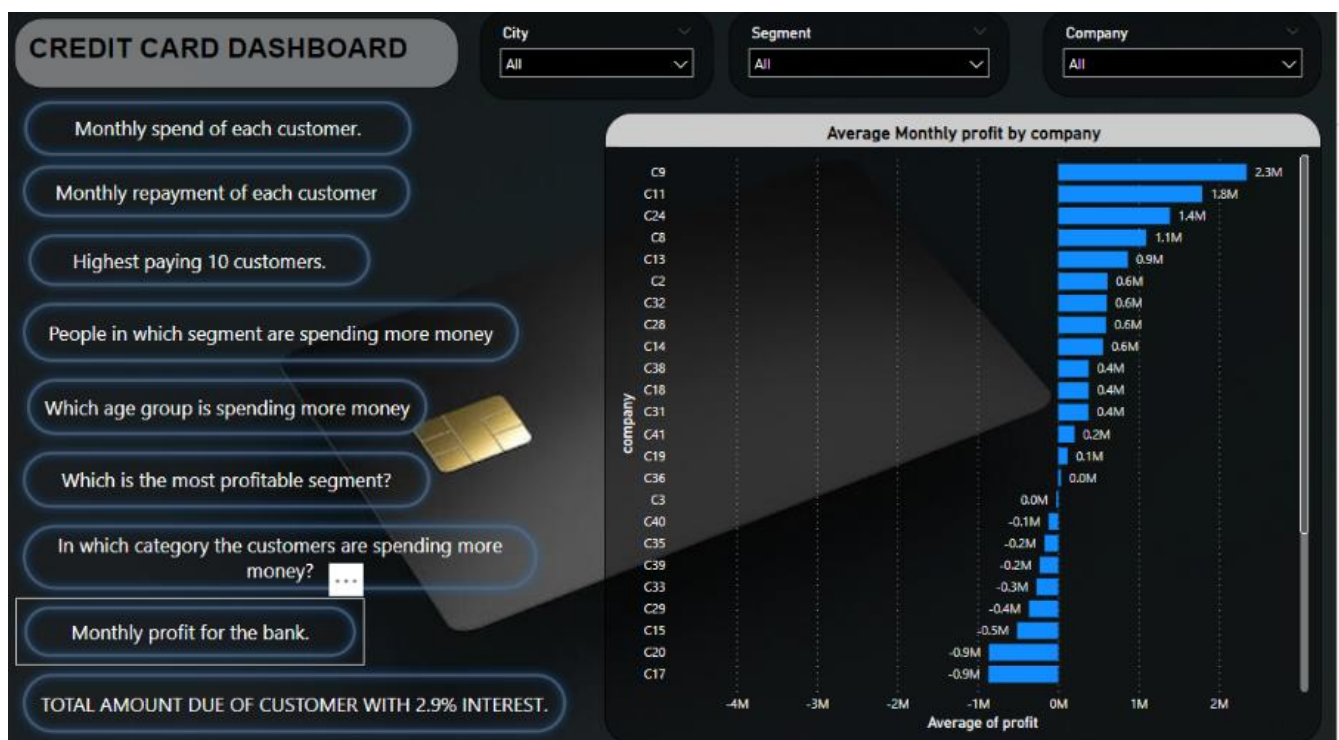 CREDIT CARD DASHBOARD
City
All
Segment
All
Company
All
Monthly spend of each customer.
Monthly repayment of each customer
Highest paying 10 customers.
People in which segment are spending more money
Which age group is spending more money
Which is the most profitable segment?
In which category the customers are spending more
money?
...
Monthly profit for the bank.
TOTAL AMOUNT DUE OF CUSTOMER WITH 2.9% INTEREST.
Average Monthly profit by company
company
C9 2.3M
C11 1.8M
C24 1.4M
C8 1.1M
C13 0.9M
C2 0.6M
C32 0.6M
C28 0.6M
C14 0.6M
C38 0.4M
C18 0.4M
C31 0.4M
C41 0.2M
C19 0.1M
C36 0.0M
C3 0.0M
C40 -0.1M
C35 -0.2M
C39 -0.2M
C33 -0.3M
C29 -0.4M
C15 -0.5M
C20 -0.9M
C17 -0.9M
-4M -3M -2M -1M 0M 1M 2M
Average of profit